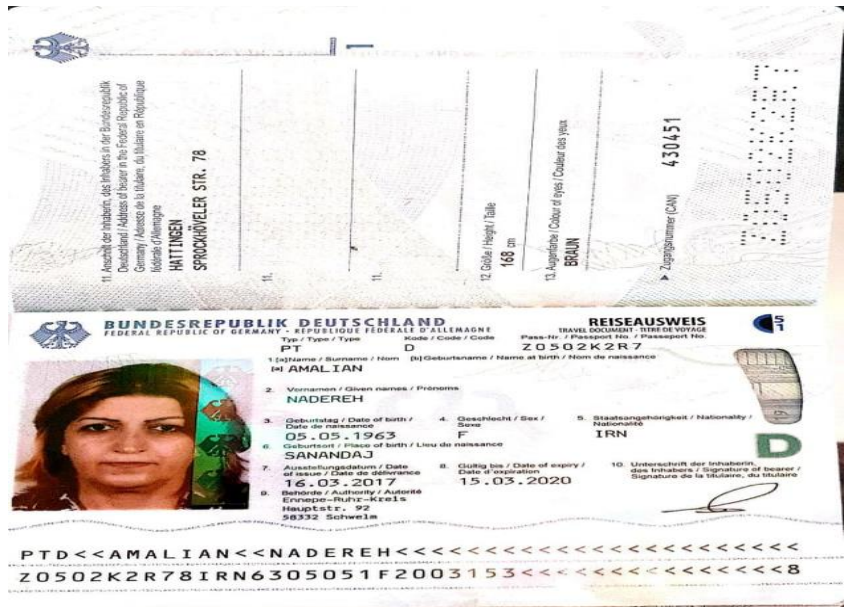 11. Anschrift der Inhaberin, des Inhabers in der Bundesrepublik
Deutschland / Address of bearer in the Federal Republic of
Germany / Adresse de la titulaire, du titulaire en République
fédérale d'Allemagne
HATTINGEN
SPROCKHÖVELER STR. 78
11.
11.
12. Größe / Height / Taille
168 cm
13. Augenfarbe / Colour of eyes / Couleur des yeux
BRAUN
Zugangsnummer (CAN) 430451
1
BUNDESREPUBLIK DEUTSCHLAND REISEAUSWEIS
FEDERAL REPUBLIC OF GERMANY · RÉPUBLIQUE FÉDÉRALE D'ALLEMAGNE TRAVEL DOCUMENT · TITRE DE VOYAGE
Typ / Type / Type Kode / Code / Code Pass-Nr. / Passport No. / Passeport No.
PT D Z0502K2R7
51
1.[a]Name / Surname / Nom [b]Geburtsname / Name at birth / Nom de naissance
[a] AMALIAN
2. Vornamen / Given names / Prénoms
NADEREH
3. Geburtstag / Date of birth / Date de naissance 4. Geschlecht / Sex / Sexe 5. Staatsangehörigkeit / Nationality / Nationalité
05.05.1963 F IRN
6. Geburtsort / Place of birth / Lieu de naissance
SANANDAJ
D
7. Ausstellungsdatum / Date of issue / Date de délivrance 8. Gültig bis / Date of expiry / Date d'expiration 10. Unterschrift der Inhaberin, des Inhabers / Signature of bearer / Signature de la titulaire, du titulaire
16.03.2017 15.03.2020
9. Behörde / Authority / Autorité
Ennepe-Ruhr-Kreis
Hauptstr. 92
58332 Schwelm
PTD<<AMALIAN<<NADEREH<<<<<<<<<<<<<<<<<<<<<<<
Z0502K2R78IRN6305051F2003153<<<<<<<<<<<<<<<8